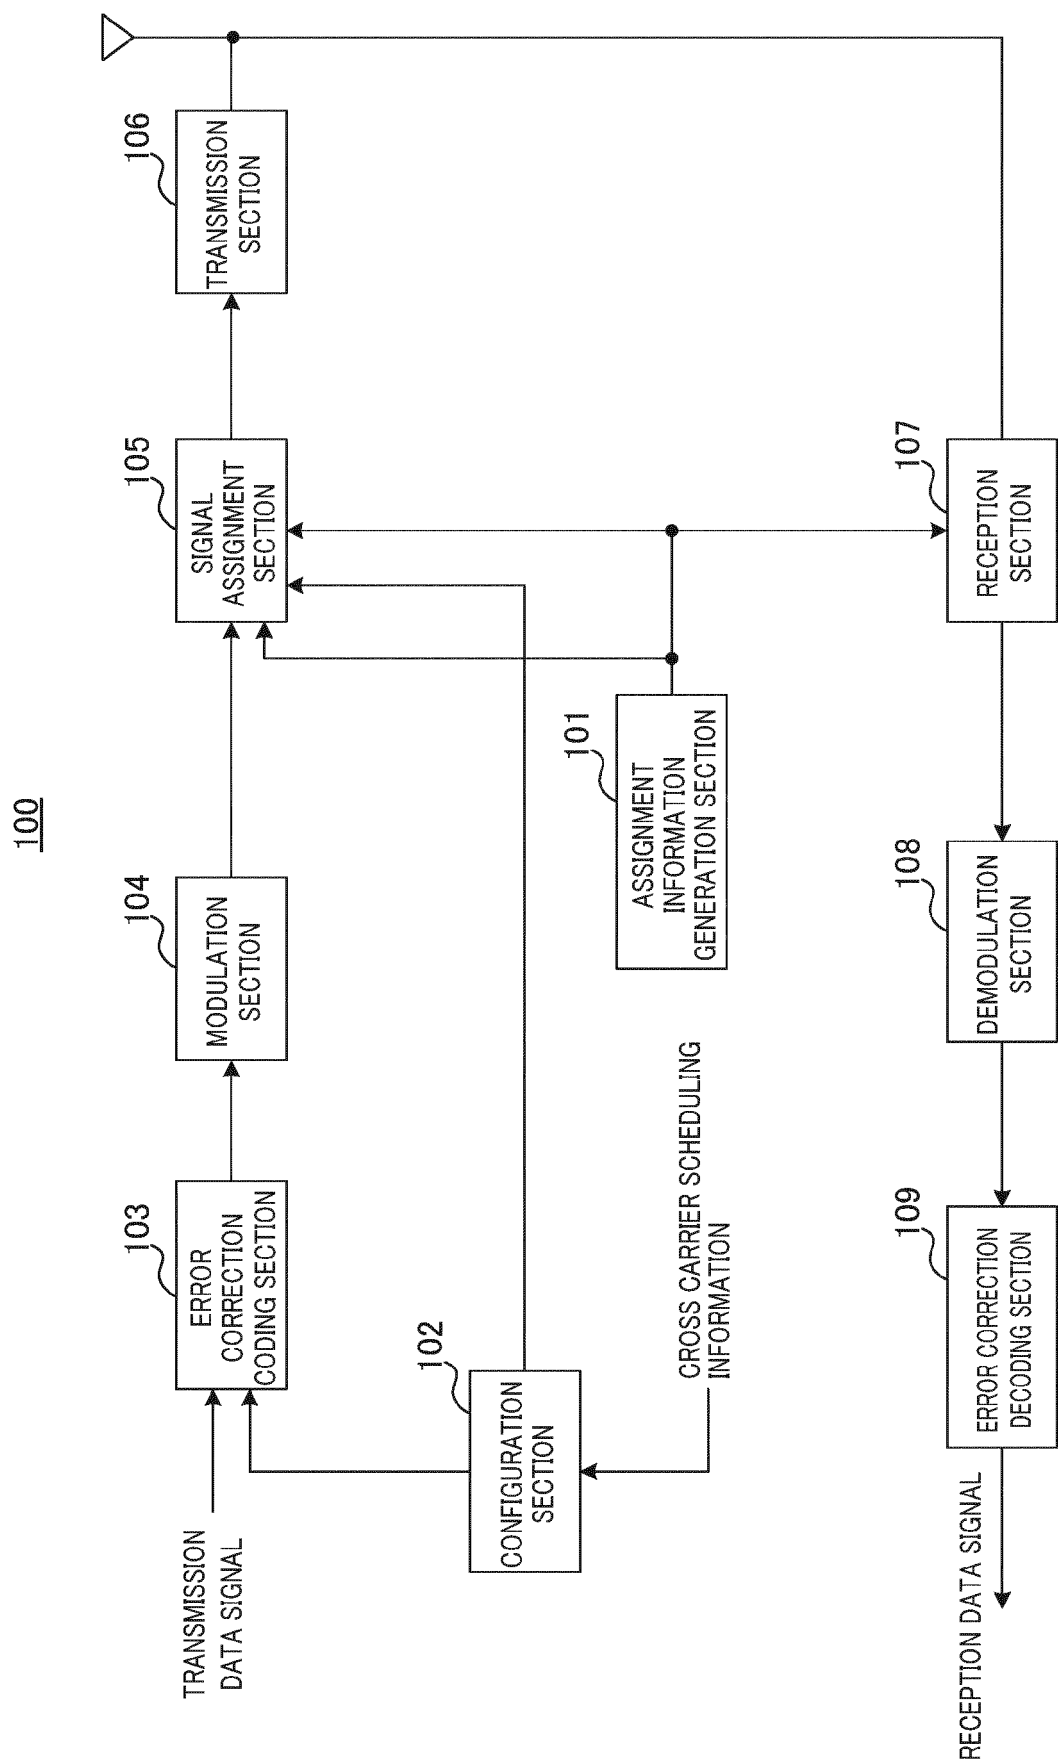 100
TRANSMISSION
DATA SIGNAL
103
ERROR
CORRECTION
CODING SECTION
104
MODULATION
SECTION
105
SIGNAL
ASSIGNMENT
SECTION
106
TRANSMISSION
SECTION
102
CONFIGURATION
SECTION
CROSS CARRIER SCHEDULING
INFORMATION
101
ASSIGNMENT
INFORMATION
GENERATION SECTION
RECEPTION DATA SIGNAL
109
ERROR CORRECTION
DECODING SECTION
108
DEMODULATION
SECTION
107
RECEPTION
SECTION